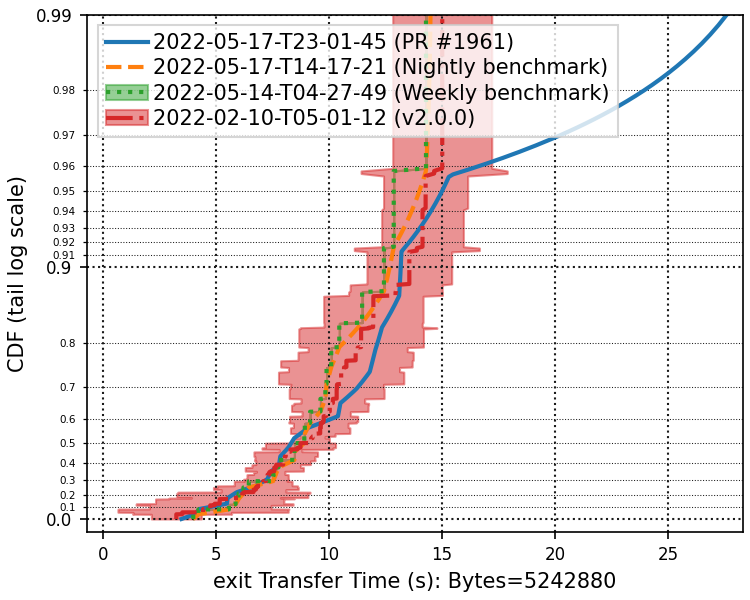 0.99
0.98
0.97
0.96
0.95
0.94
0.93
0.92
0.91
0.9
0.8
0.7
0.6
0.5
0.4
0.3
0.2
0.1
0.0
CDF (tail log scale)
2022-05-17-T23-01-45 (PR #1961)
2022-05-17-T14-17-21 (Nightly benchmark)
2022-05-14-T04-27-49 (Weekly benchmark)
2022-02-10-T05-01-12 (v2.0.0)
0 5 10 15 20 25
exit Transfer Time (s): Bytes=5242880